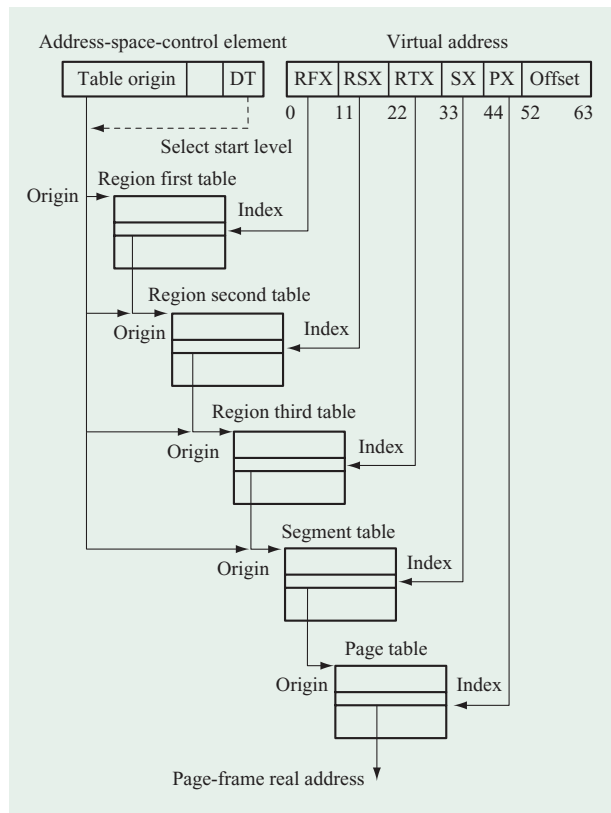 Address-space-control element
Virtual address
Table origin DT
RFX RSX RTX SX PX Offset
0 11 22 33 44 52 63
Select start level
Region first table
Origin
Index
Region second table
Origin
Index
Region third table
Origin
Index
Segment table
Origin
Index
Page table
Origin
Index
Page-frame real address